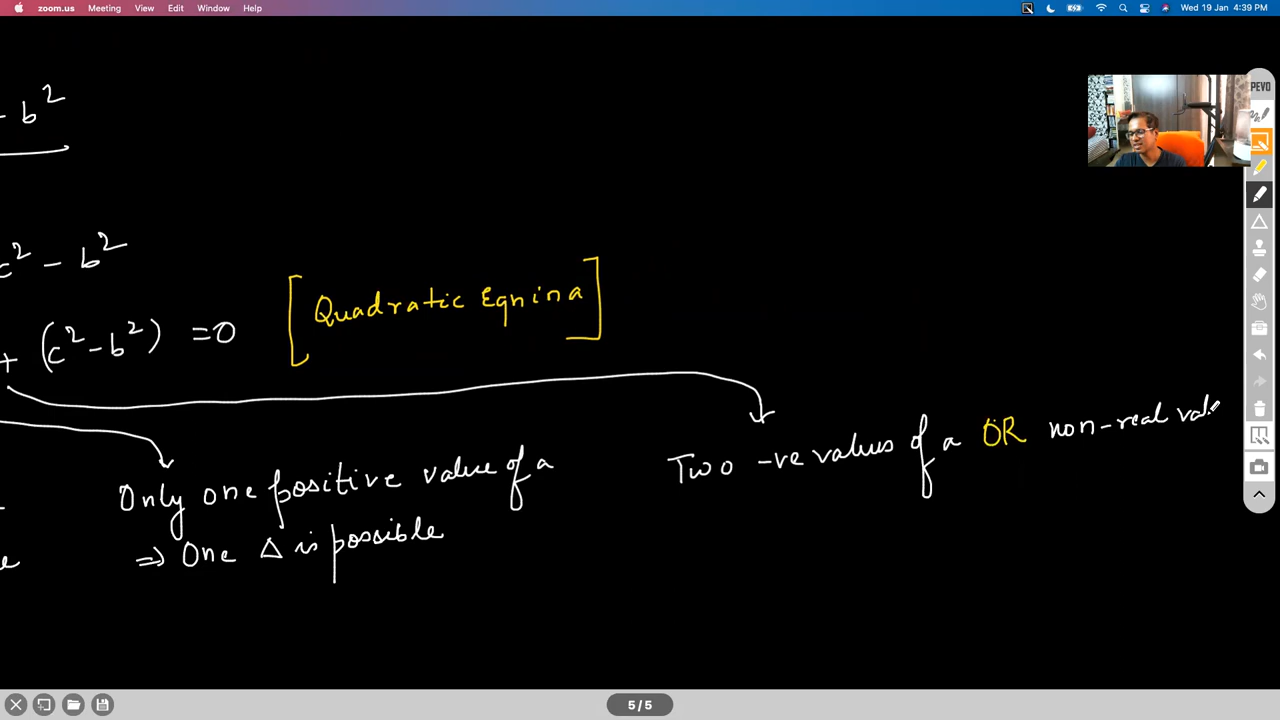 zoom.us Meeting View Edit Window Help Wed 19 Jan 4:39 PM
- b²
c² - b²
+ (c² - b²) = 0 [Quadratic Eqn in a]
Only one positive value of a
⇒ One Δ is possible
Two -ve values of a OR non-real val
e
5/5